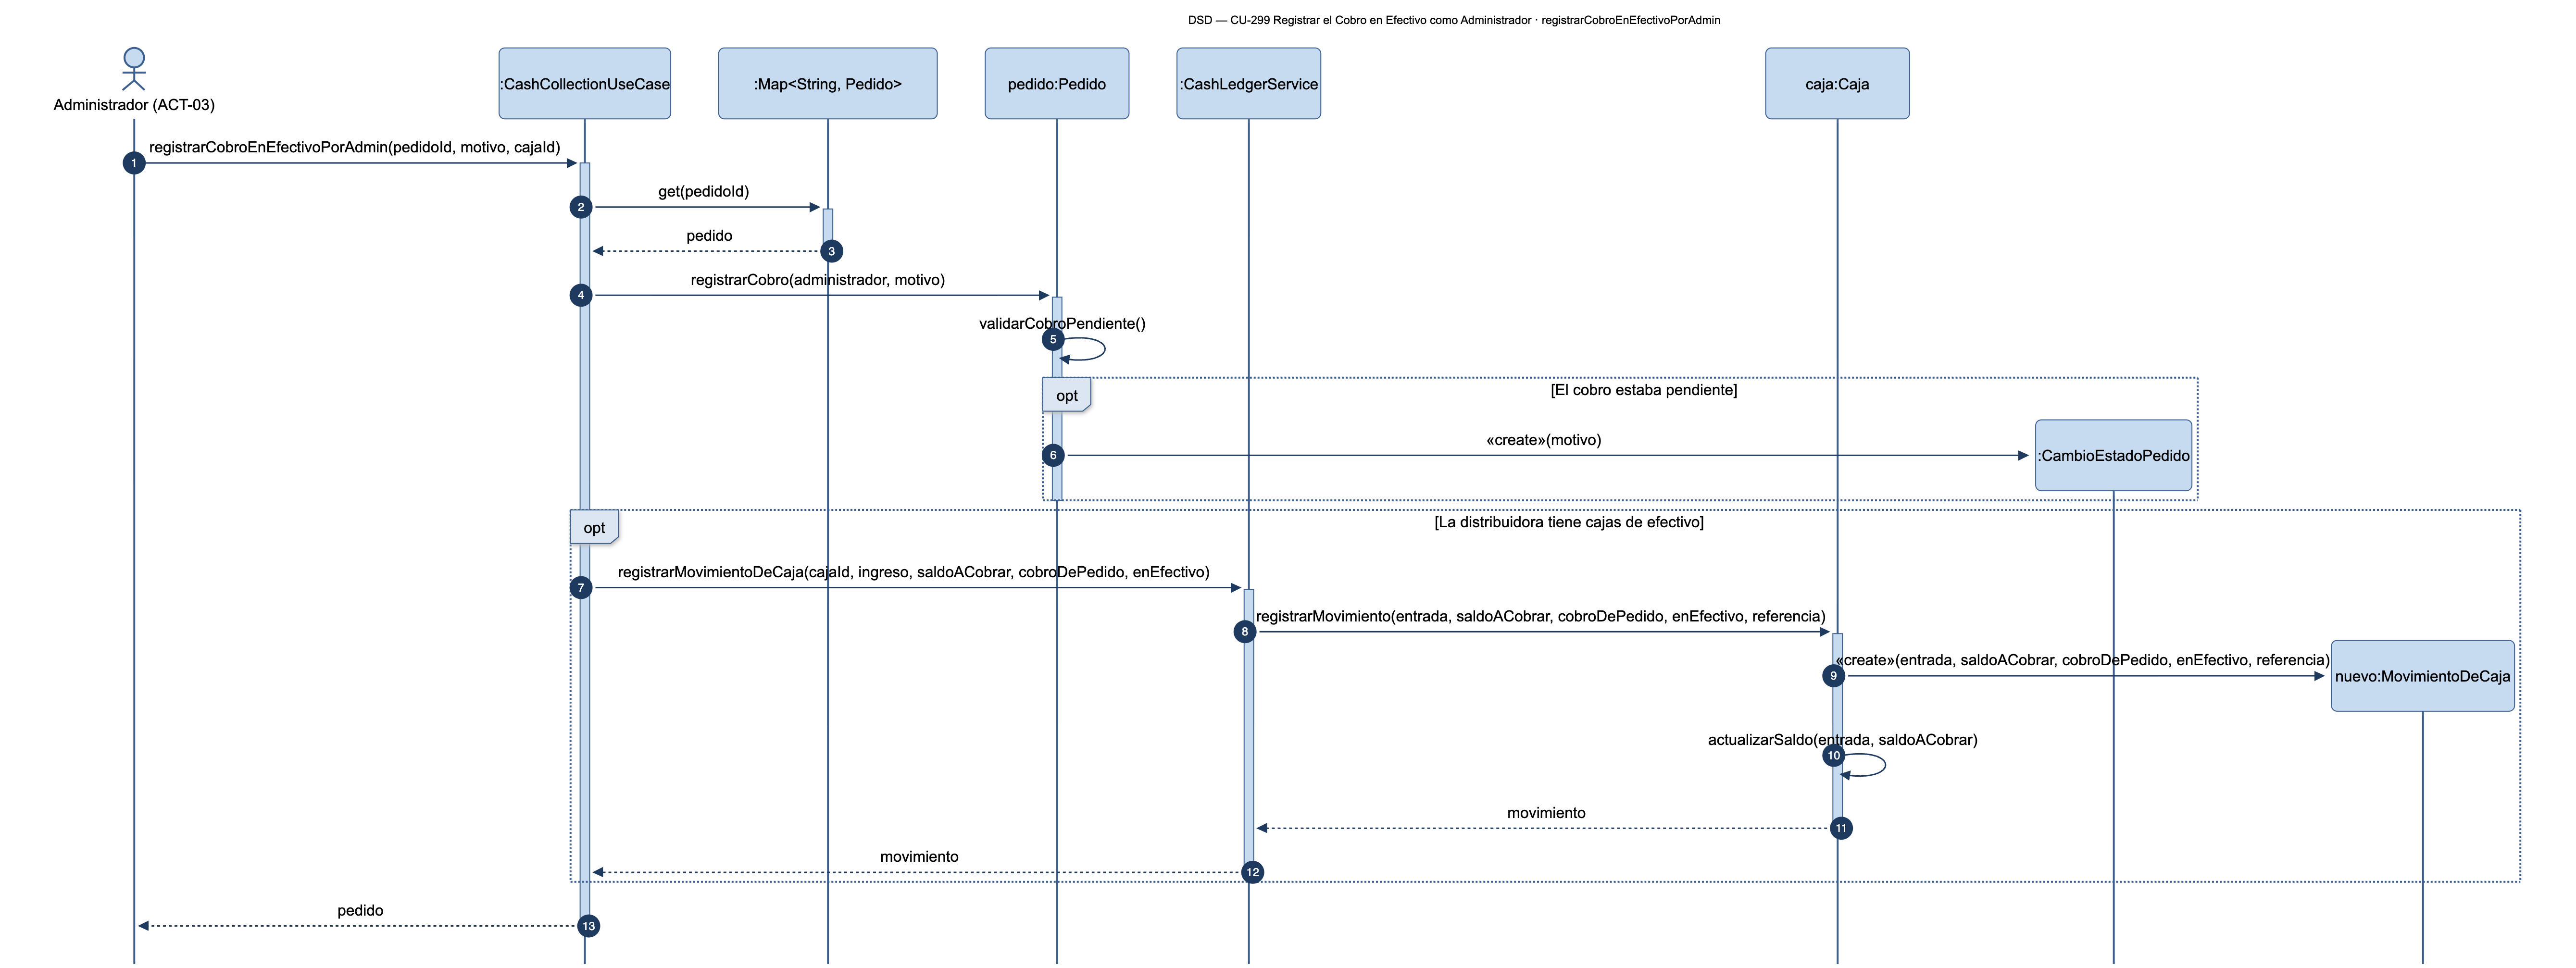 DSD — CU-299 Registrar el Cobro en Efectivo como Administrador · registrarCobroEnEfectivoPorAdmin
Administrador (ACT-03)
:CashCollectionUseCase
:Map<String, Pedido>
pedido:Pedido
:CashLedgerService
caja:Caja
1
registrarCobroEnEfectivoPorAdmin(pedidoId, motivo, cajaId)
2
get(pedidoId)
pedido
3
4
registrarCobro(administrador, motivo)
validarCobroPendiente()
5
opt
[El cobro estaba pendiente]
6
«create»(motivo)
:CambioEstadoPedido
opt
[La distribuidora tiene cajas de efectivo]
7
registrarMovimientoDeCaja(cajaId, ingreso, saldoACobrar, cobroDePedido, enEfectivo)
8
registrarMovimiento(entrada, saldoACobrar, cobroDePedido, enEfectivo, referencia)
9
«create»(entrada, saldoACobrar, cobroDePedido, enEfectivo, referencia)
nuevo:MovimientoDeCaja
actualizarSaldo(entrada, saldoACobrar)
10
movimiento
11
movimiento
12
pedido
13